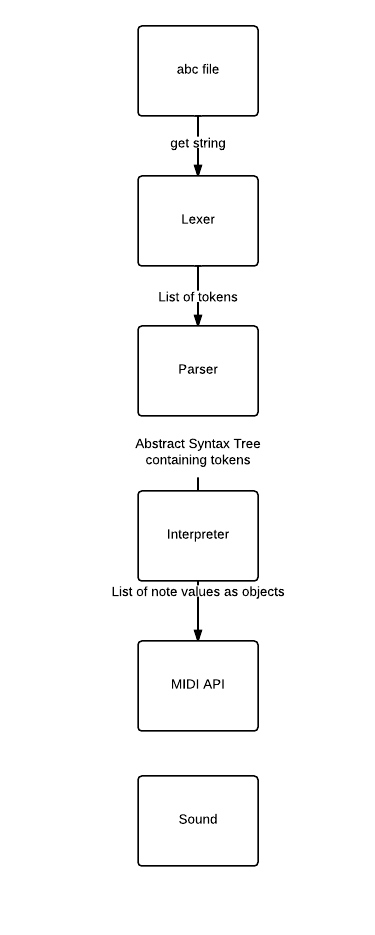 abc file
get string
Lexer
List of tokens
Parser
Abstract Syntax Tree
containing tokens
Interpreter
List of note values as objects
MIDI API
Sound